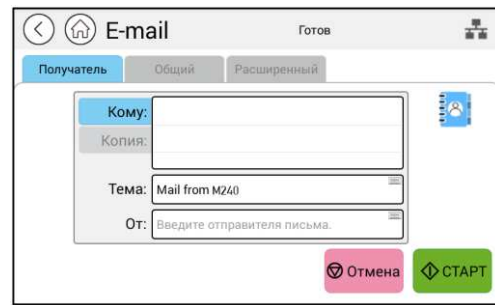 E-mail
Готов
Получатель
Общий
Расширенный
Кому:
Копия:
Тема: Mail from M240
От: Введите отправителя письма.
Отмена
СТАРТ